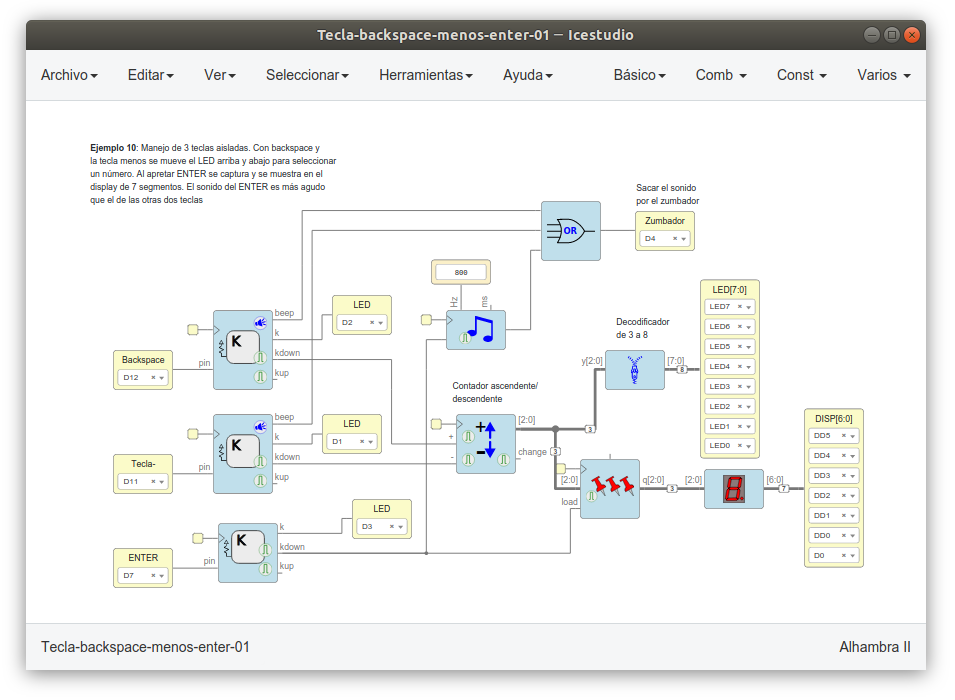 Tecla-backspace-menos-enter-01 – Icestudio
Archivo Editar Ver Seleccionar Herramientas Ayuda Básico Comb Const Varios
Ejemplo 10: Manejo de 3 teclas aisladas. Con backspace y
la tecla menos se mueve el LED arriba y abajo para seleccionar
un número. Al apretar ENTER se captura y se muestra en el
display de 7 segmentos. El sonido del ENTER es más agudo
que el de las otras dos teclas
Sacar el sonido
por el zumbador
OR
Zumbador
D4
800
Hz
ms
LED
D2
beep
k
kdown
kup
K
Backspace
D12
pin
Decodificador
de 3 a 8
y[2:0]
[7:0]
8
LED[7:0]
LED7
LED6
LED5
LED4
LED3
LED2
LED1
LED0
Contador ascendente/
descendente
[2:0]
+
-
change
3
3
LED
D1
beep
k
kdown
kup
K
Tecla-
D11
pin
[2:0]
load
q[2:0]
3
[2:0]
[6:0]
7
DISP[6:0]
DD5
DD4
DD3
DD2
DD1
DD0
D0
LED
D3
k
kdown
kup
K
ENTER
D7
pin
Tecla-backspace-menos-enter-01
Alhambra II